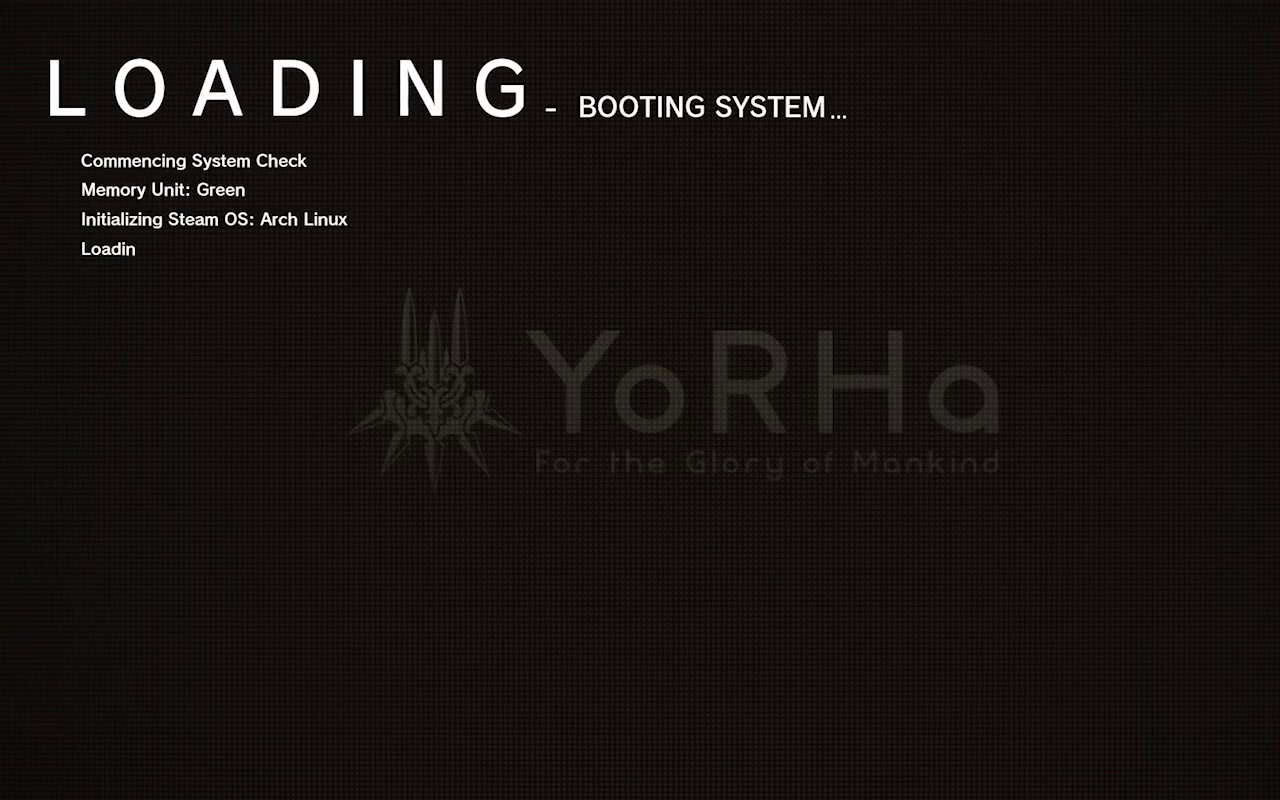 LOADING - BOOTING SYSTEM...
Commencing System Check
Memory Unit: Green
Initializing Steam OS: Arch Linux
Loadin
YoRHa
For the Glory of Mankind